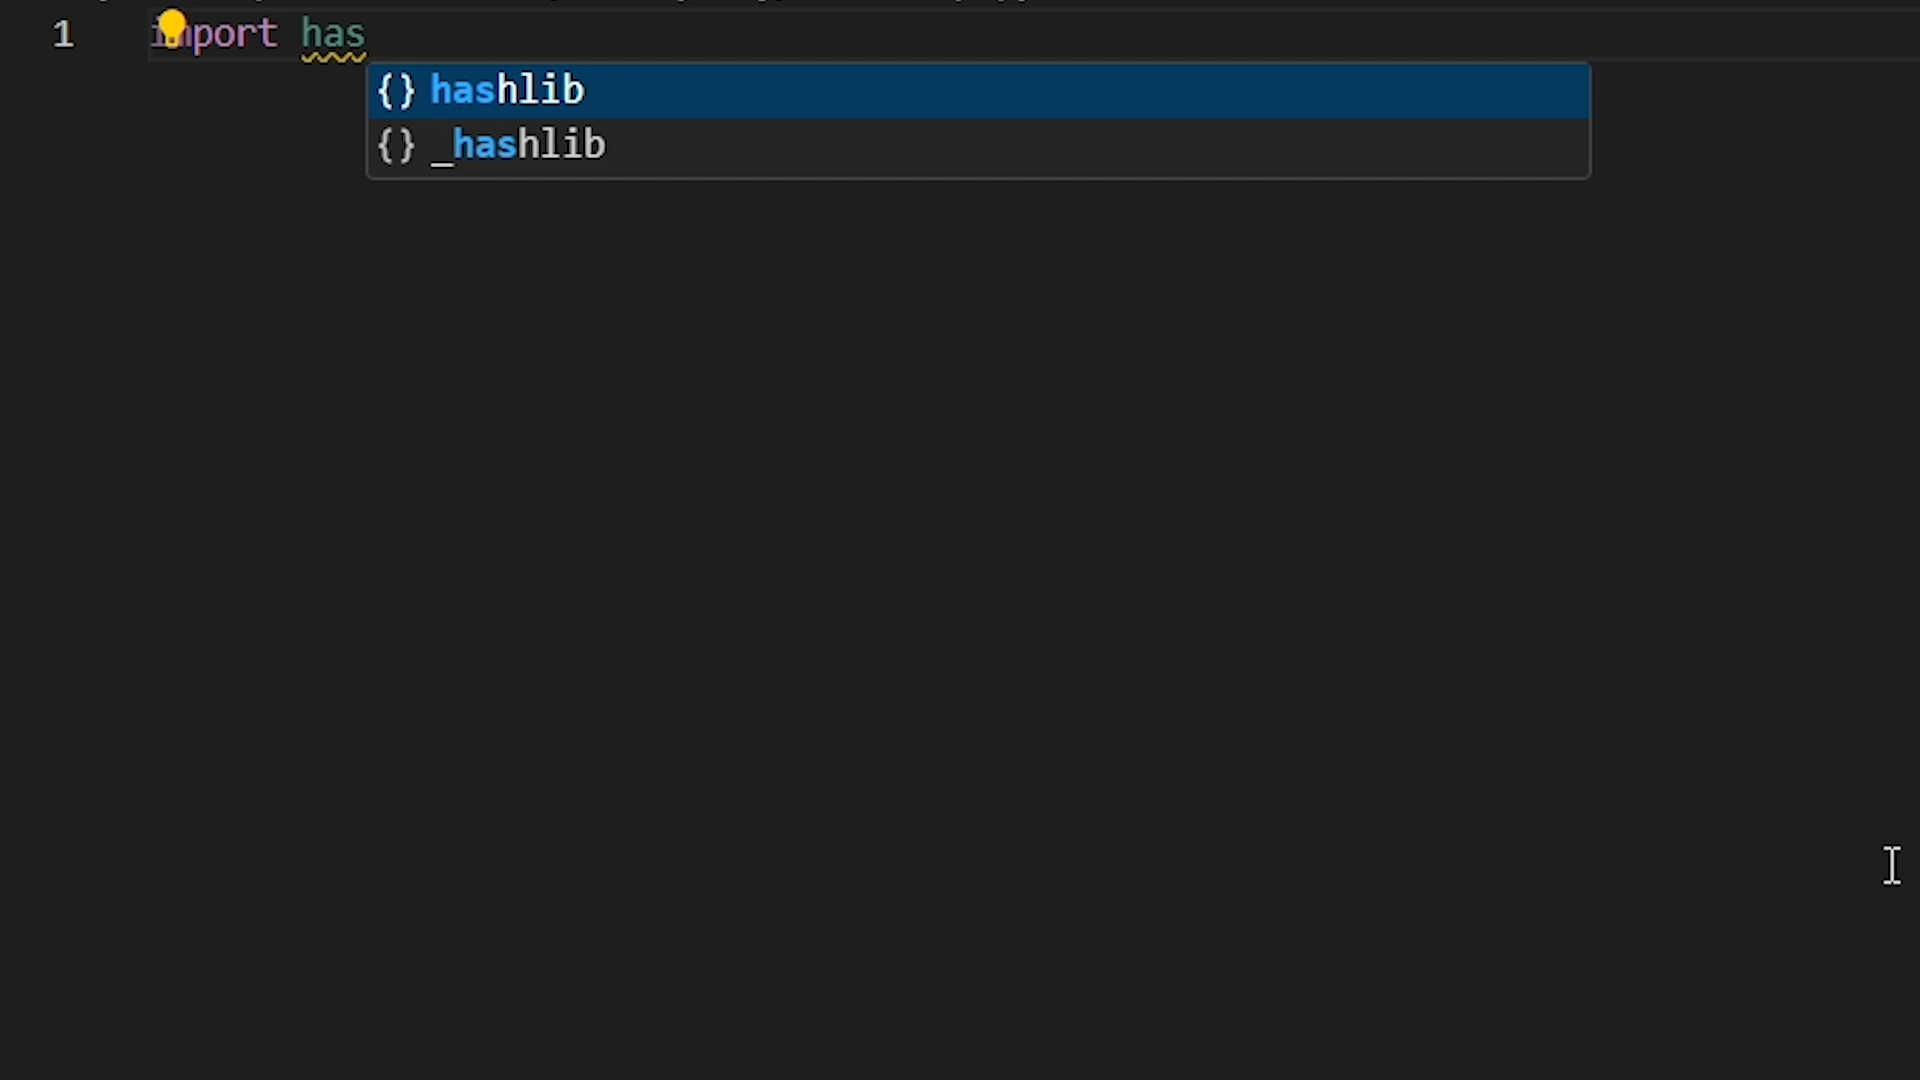 1 import has
{} hashlib
{} _hashlib